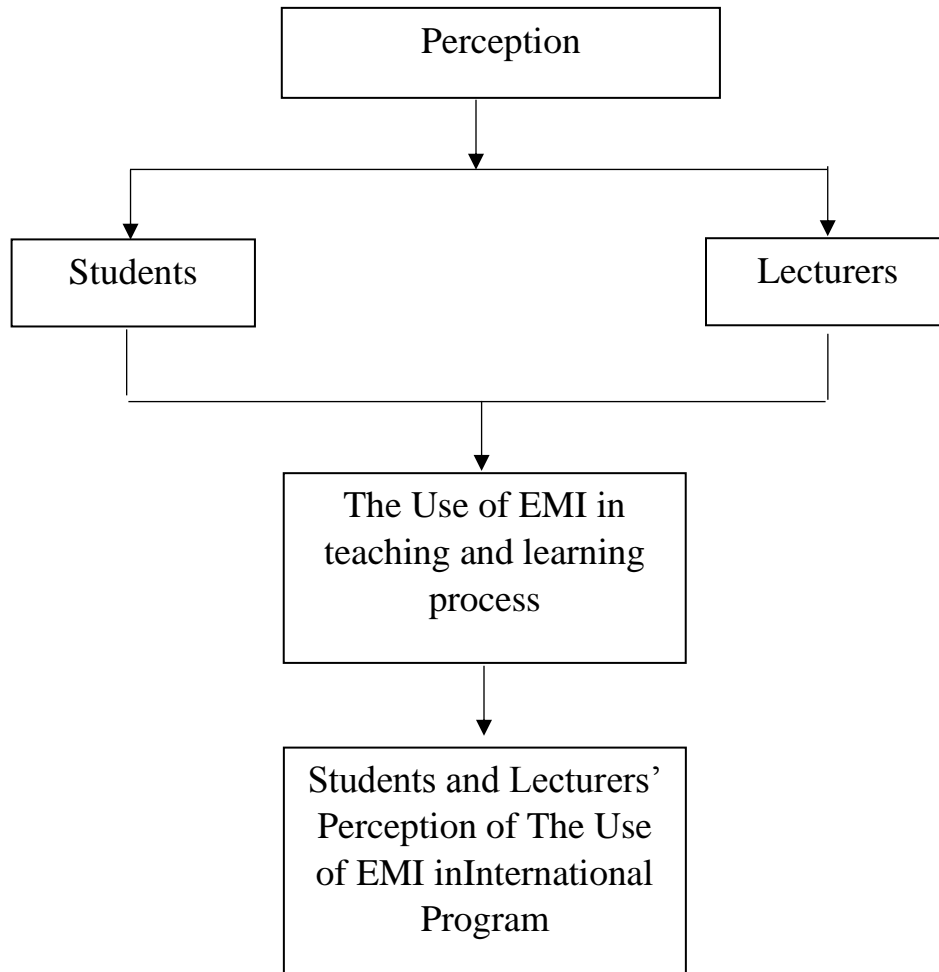 Perception
Students
Lecturers
The Use of EMI in
teaching and learning
process
Students and Lecturers’
Perception of The Use
of EMI inInternational
Program